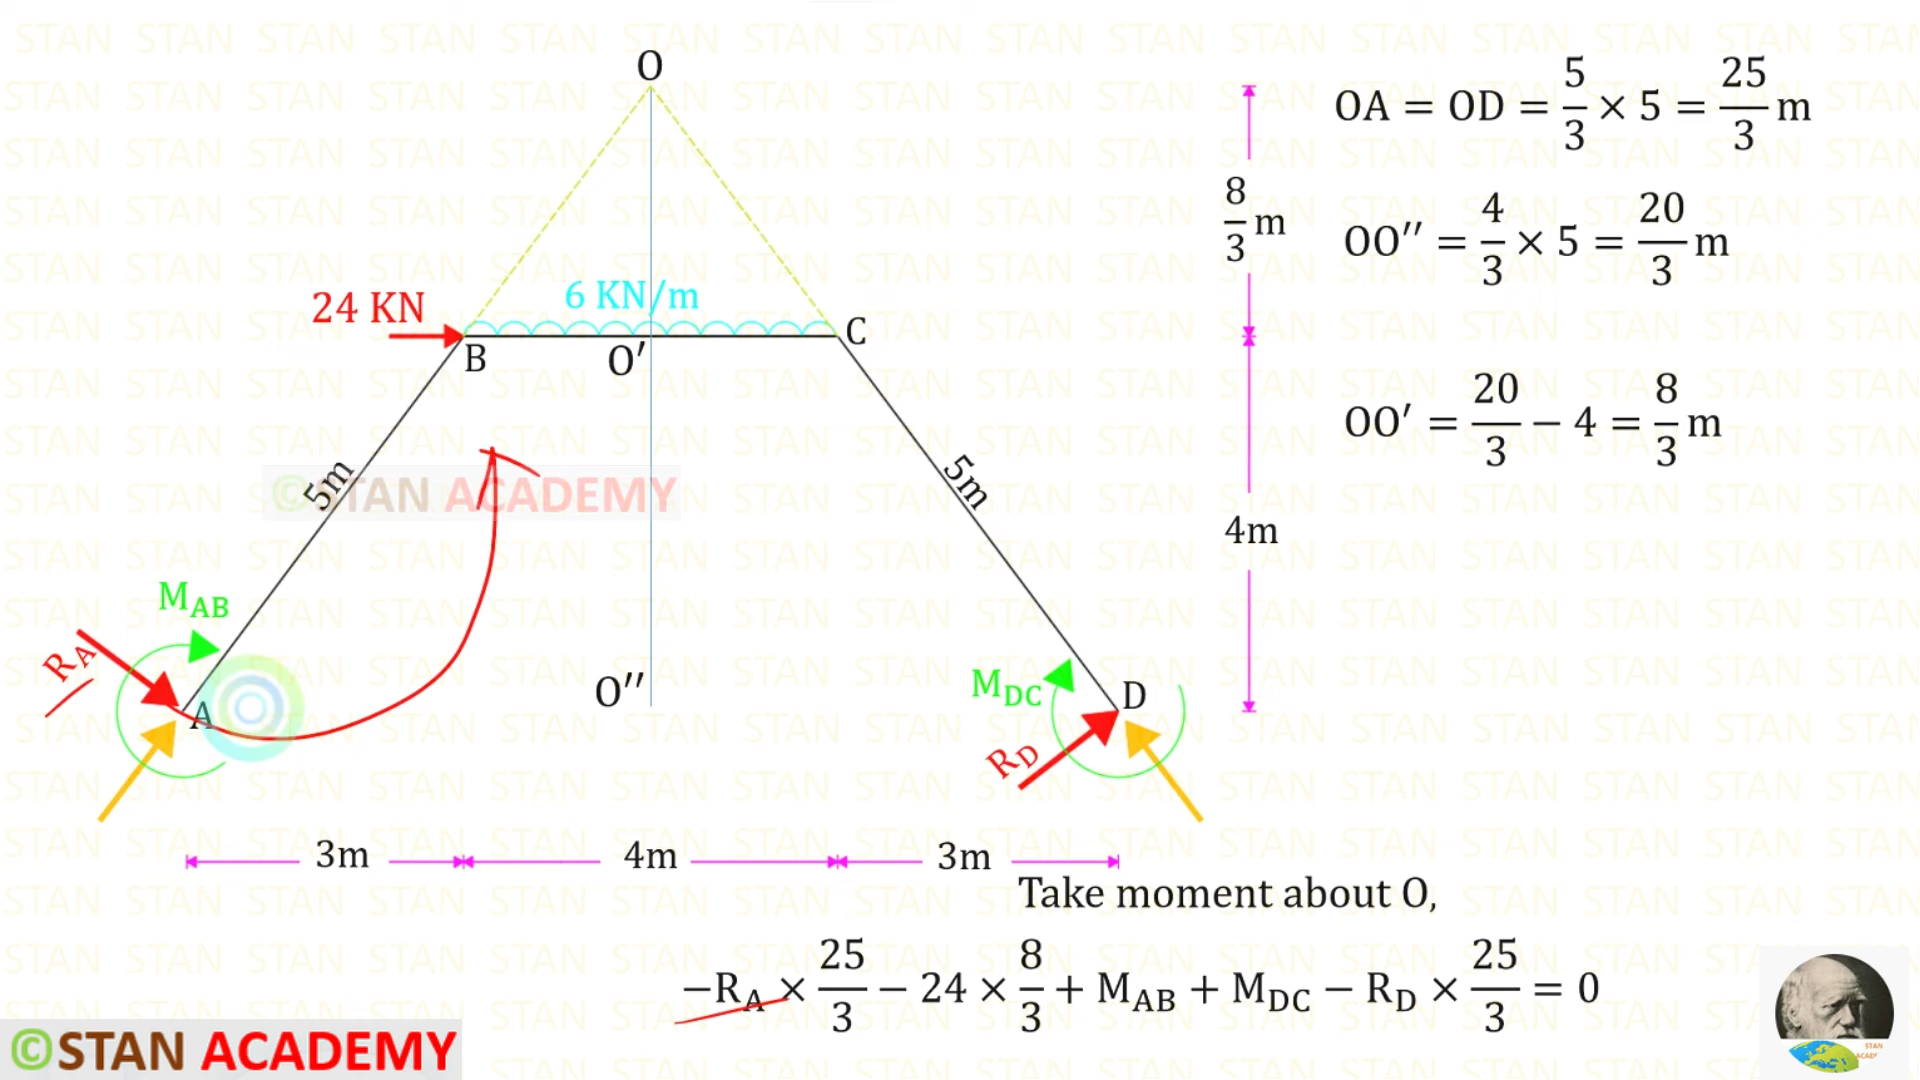 O
OA = OD = 5/3 × 5 = 25/3 m
8/3 m
OO′′ = 4/3 × 5 = 20/3 m
24 KN
6 KN/m
B
O′
C
OO′ = 20/3 − 4 = 8/3 m
5m
5m
©STAN ACADEMY
4m
M_AB
R_A
A
O′′
M_DC
D
R_D
3m
4m
3m
Take moment about O,
−R_A × 25/3 − 24 × 8/3 + M_AB + M_DC − R_D × 25/3 = 0
©STAN ACADEMY
STAN